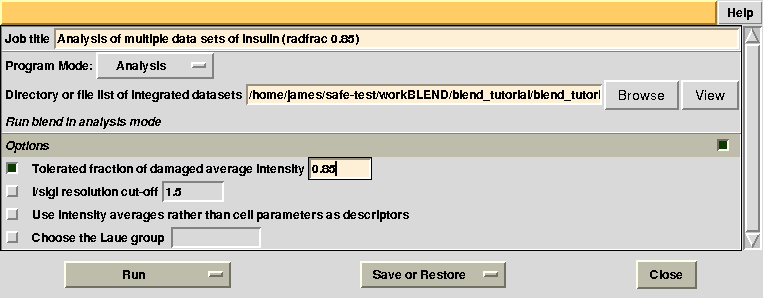 Help
Job title Analysis of multiple data sets of insulin (radfrac 0.85)
Program Mode: Analysis
Directory or file list of integrated datasets /home/james/safe-test/workBLEND/blend_tutorial/blend_tutori Browse View
Run blend in analysis mode
Options
Tolerated fraction of damaged average intensity 0.85
I/sigI resolution cut-off 1.5
Use intensity averages rather than cell parameters as descriptors
Choose the Laue group
Run Save or Restore Close